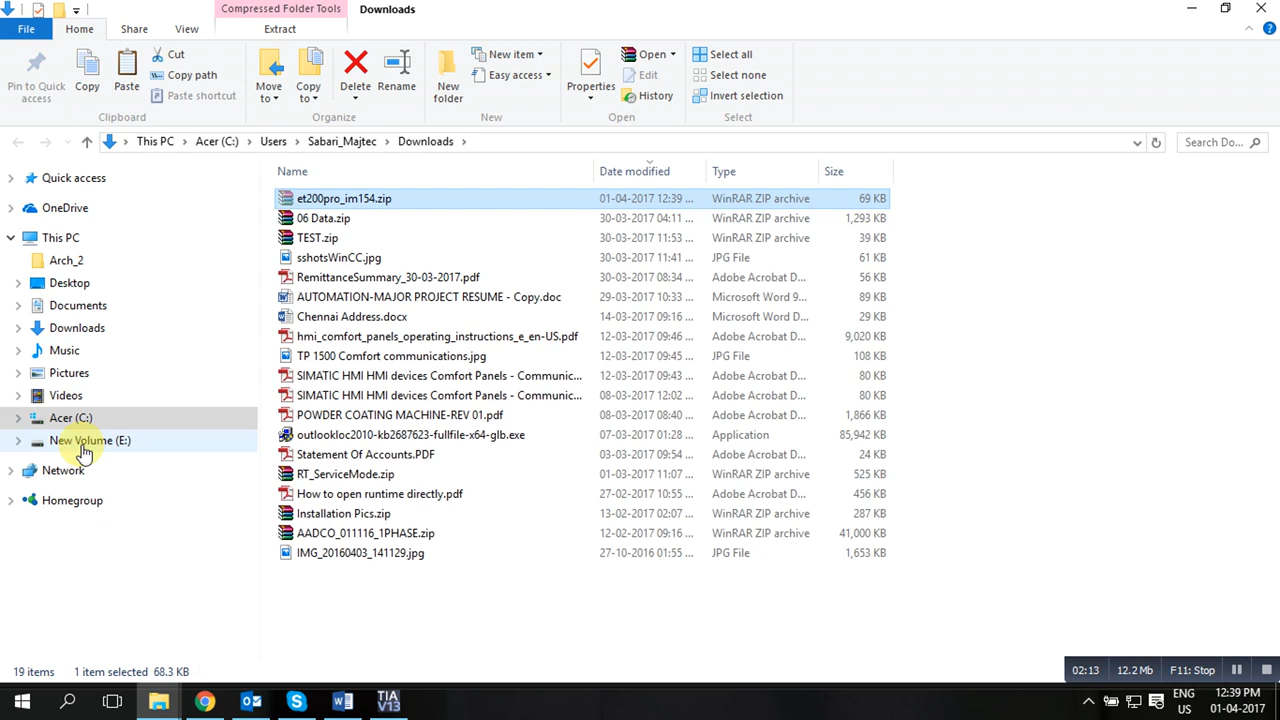 Compressed Folder Tools
Downloads
File
Home
Share
View
Extract
Pin to Quick access
Copy
Paste
Cut
Copy path
Paste shortcut
Clipboard
Move to
Copy to
Delete
Rename
Organize
New folder
New item
Easy access
New
Properties
Open
Edit
History
Open
Select all
Select none
Invert selection
Select
This PC > Acer (C:) > Users > Sabari_Majtec > Downloads >
Search Do...
Quick access
OneDrive
This PC
Arch_2
Desktop
Documents
Downloads
Music
Pictures
Videos
Acer (C:)
New Volume (E:)
Network
Homegroup
Name Date modified Type Size
et200pro_im154.zip 01-04-2017 12:39 ... WinRAR ZIP archive 69 KB
06 Data.zip 30-03-2017 04:11 ... WinRAR ZIP archive 1,293 KB
TEST.zip 30-03-2017 11:53 ... WinRAR ZIP archive 39 KB
sshotsWinCC.jpg 30-03-2017 11:41 ... JPG File 61 KB
RemittanceSummary_30-03-2017.pdf 30-03-2017 08:34 ... Adobe Acrobat D... 56 KB
AUTOMATION-MAJOR PROJECT RESUME - Copy.doc 29-03-2017 10:33 ... Microsoft Word 9... 89 KB
Chennai Address.docx 14-03-2017 09:16 ... Microsoft Word D... 29 KB
hmi_comfort_panels_operating_instructions_e_en-US.pdf 12-03-2017 09:46 ... Adobe Acrobat D... 9,020 KB
TP 1500 Comfort communications.jpg 12-03-2017 09:45 ... JPG File 108 KB
SIMATIC HMI HMI devices Comfort Panels - Communic... 12-03-2017 09:43 ... Adobe Acrobat D... 80 KB
SIMATIC HMI HMI devices Comfort Panels - Communic... 08-03-2017 12:02 ... Adobe Acrobat D... 80 KB
POWDER COATING MACHINE-REV 01.pdf 08-03-2017 08:40 ... Adobe Acrobat D... 1,866 KB
outlookloc2010-kb2687623-fullfile-x64-glb.exe 07-03-2017 01:28 ... Application 85,942 KB
Statement Of Accounts.PDF 03-03-2017 09:54 ... Adobe Acrobat D... 24 KB
RT_ServiceMode.zip 01-03-2017 11:07 ... WinRAR ZIP archive 525 KB
How to open runtime directly.pdf 27-02-2017 10:55 ... Adobe Acrobat D... 456 KB
Installation Pics.zip 13-02-2017 02:07 ... WinRAR ZIP archive 287 KB
AADCO_011116_1PHASE.zip 12-02-2017 09:16 ... WinRAR ZIP archive 41,000 KB
IMG_20160403_141129.jpg 27-10-2016 01:55 ... JPG File 1,653 KB
19 items 1 item selected 68.3 KB
02:13 12.2 Mb F11: Stop
TIA V13
ENG US
12:39 PM
01-04-2017